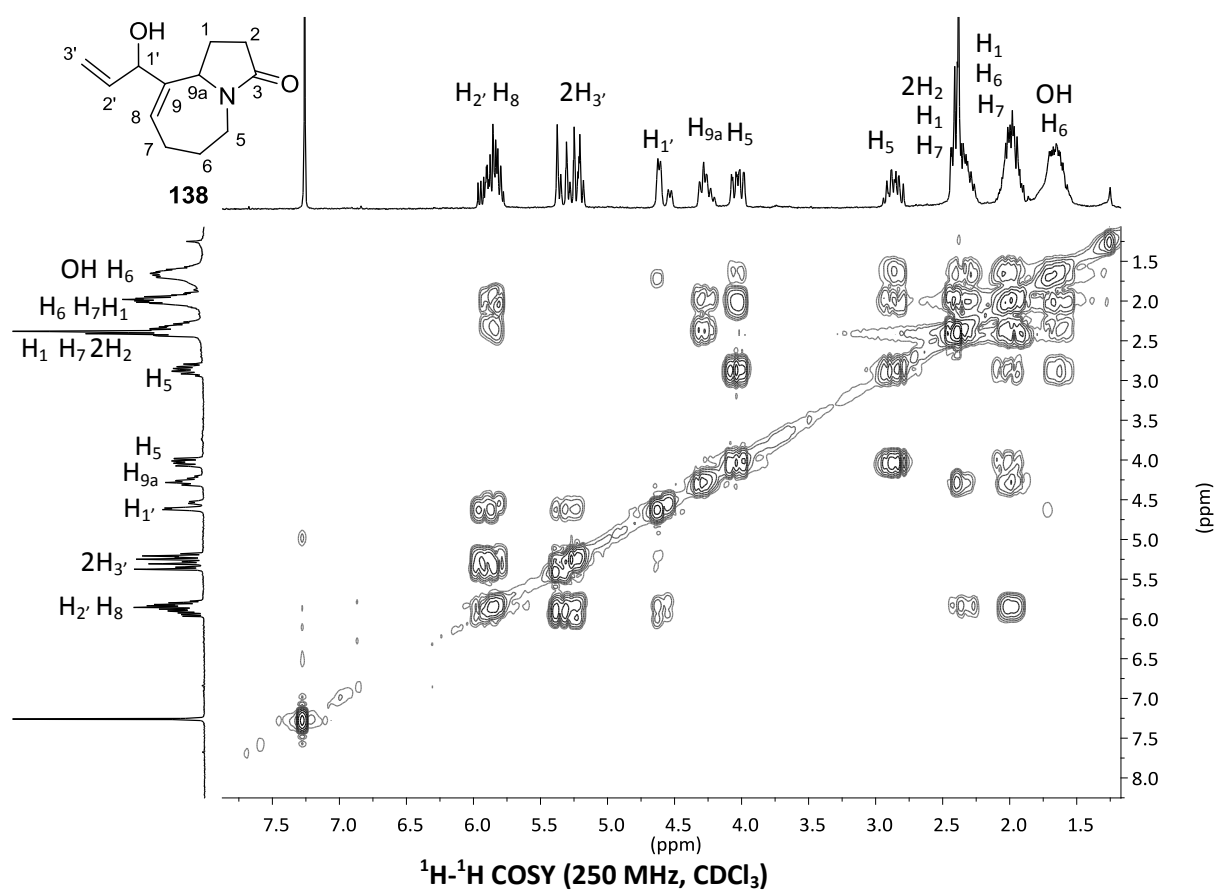 OH
3'
1'
1
2
2'
9a
3
O
8
9
N
7
6
5
138
H2' H8
2H3'
H1'
H9a H5
H5
2H2
H1
H7
H1
H6
H7
OH
H6
OH H6
H6 H7H1
H1 H7 2H2
H5
H5
H9a
H1'
2H3'
H2' H8
1.5
2.0
2.5
3.0
3.5
4.0
4.5
5.0
5.5
6.0
6.5
7.0
7.5
8.0
(ppm)
7.5 7.0 6.5 6.0 5.5 5.0 4.5 4.0 3.5 3.0 2.5 2.0 1.5
(ppm)
¹H-¹H COSY (250 MHz, CDCl₃)